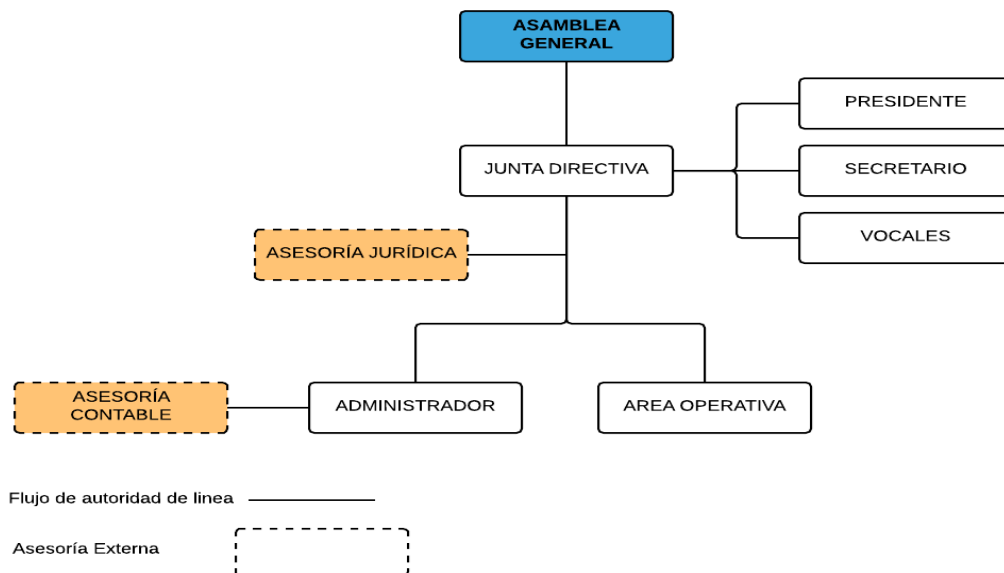 ASAMBLEA
GENERAL
PRESIDENTE
JUNTA DIRECTIVA
SECRETARIO
VOCALES
ASESORÍA JURÍDICA
ASESORÍA
CONTABLE
ADMINISTRADOR
AREA OPERATIVA
Flujo de autoridad de linea
Asesoría Externa